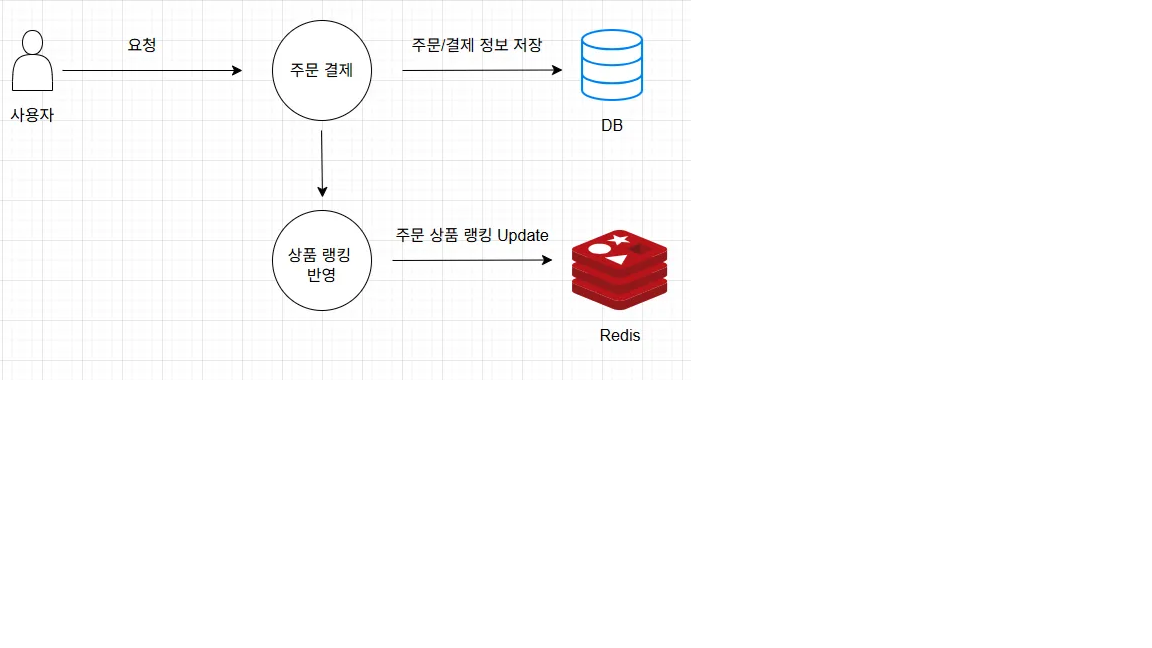 요청
주문 결제
주문/결제 정보 저장
사용자
DB
상품 랭킹
반영
주문 상품 랭킹 Update
Redis